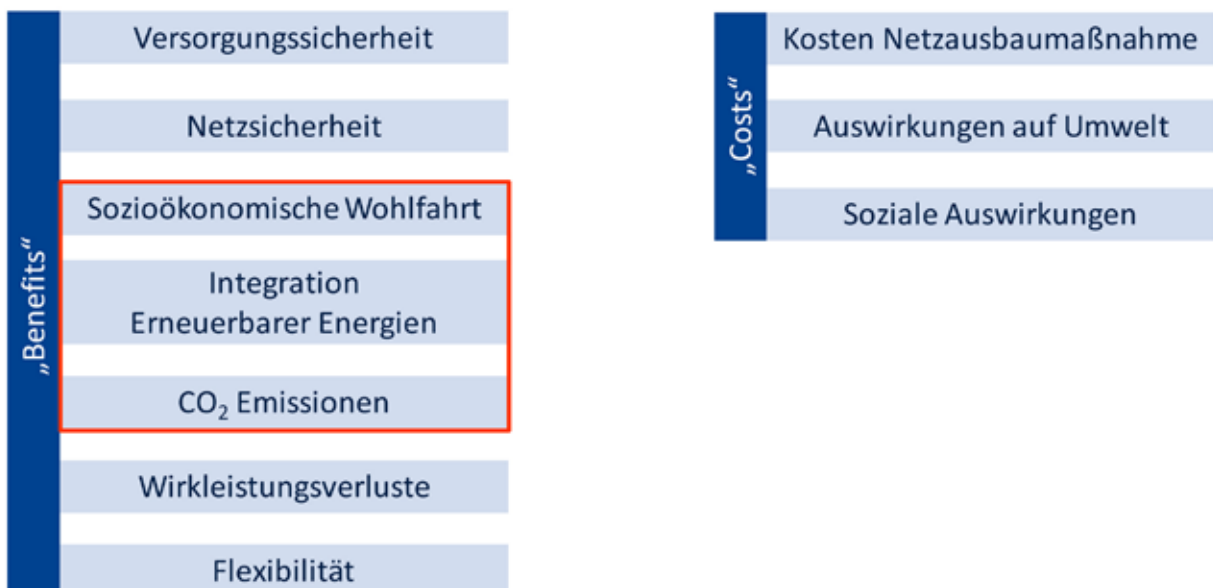 „Benefits“
Versorgungssicherheit
Netzsicherheit
Sozioökonomische Wohlfahrt
Integration
Erneuerbarer Energien
CO₂ Emissionen
Wirkleistungsverluste
Flexibilität
„Costs“
Kosten Netzausbaumaßnahme
Auswirkungen auf Umwelt
Soziale Auswirkungen